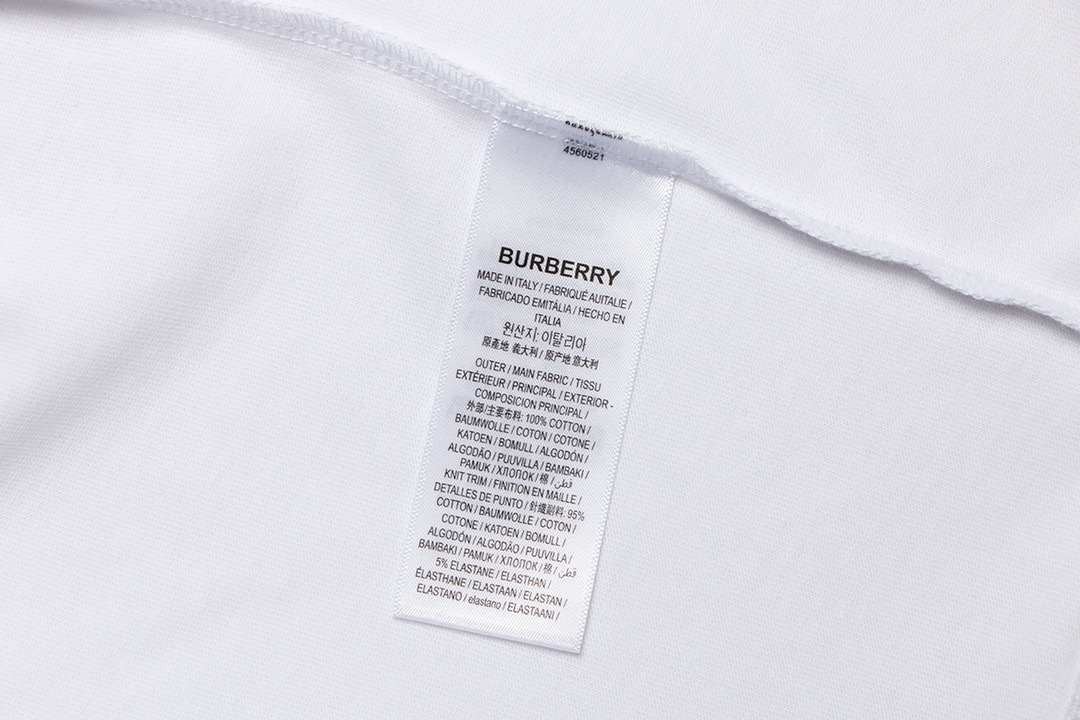 4560521
BURBERRY
MADE IN ITALY / FABRIQUÉ AUITALIE /
FABRICADO EMITÁLIA / HECHO EN
ITALIA
원산지: 이탈리아
原產地 義大利 / 原产地 意大利
OUTER / MAIN FABRIC / TISSU
EXTÉRIEUR / PRINCIPAL / EXTERIOR -
COMPOSICION PRINCIPAL /
外部/主要布料: 100% COTTON /
BAUMWOLLE / COTON / COTONE /
KATOEN / BOMULL / ALGODÓN /
ALGODÃO / PUUVILLA / BAMBAKI /
PAMUK / ХЛОПОК / 棉 / قطن
KNIT TRIM / FINITION EN MAILLE /
DETALLES DE PUNTO / 針織副料: 95%
COTTON / BAUMWOLLE / COTON /
COTONE / KATOEN / BOMULL /
ALGODÓN / ALGODÃO / PUUVILLA /
BAMBAKI / PAMUK / ХЛОПОК / 棉 / قطن
5% ELASTANE / ELASTHAN /
ÉLASTHANE / ELASTAAN / ELASTAN /
ELASTANO / elastano / ELASTAANI /